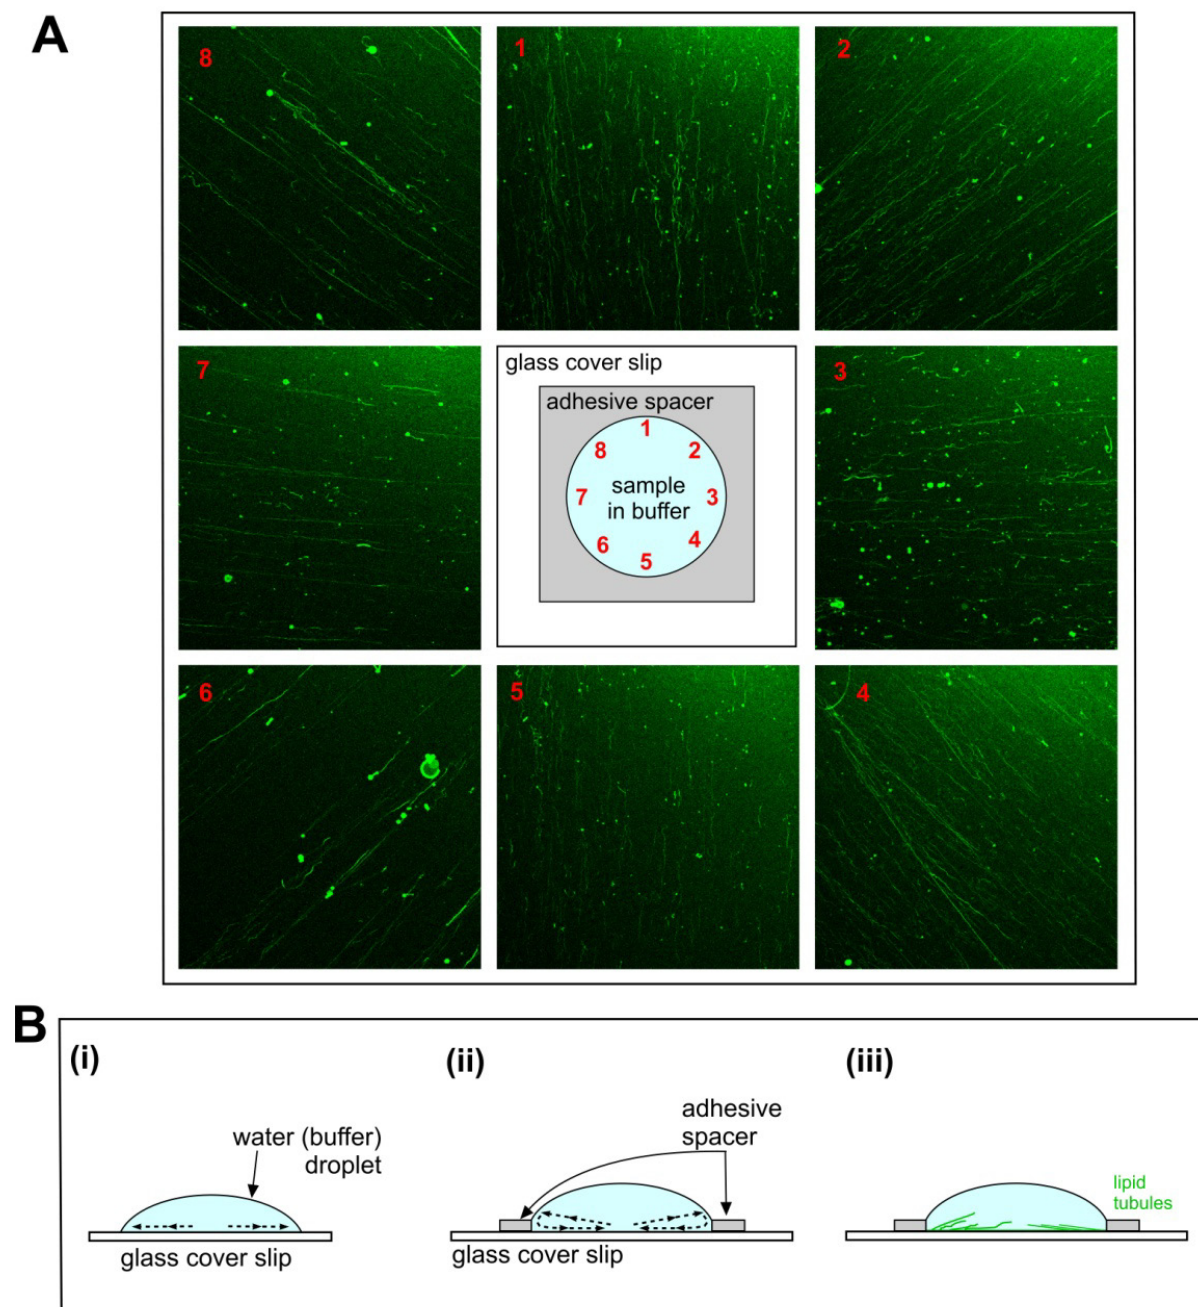 A
8
1
2
7
glass cover slip
adhesive spacer
1
8
2
7
sample
in buffer
3
6
4
5
3
6
5
4
B
(i)
water (buffer)
droplet
glass cover slip
(ii)
adhesive
spacer
glass cover slip
(iii)
lipid
tubules